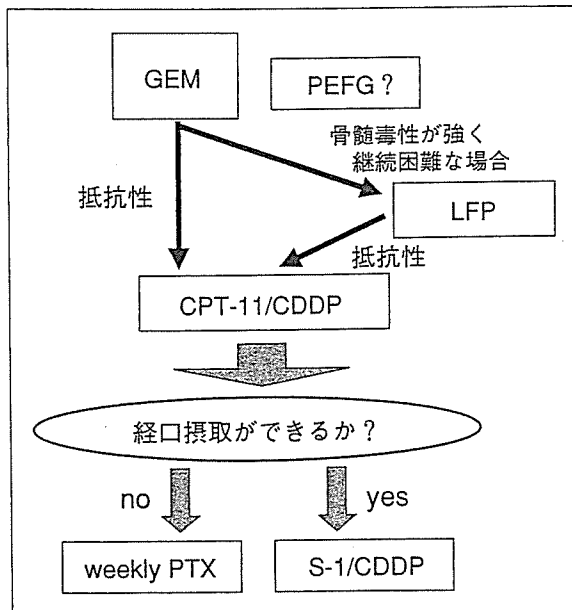 GEM
PEFG？
骨髄毒性が強く
継続困難な場合
抵抗性
LFP
抵抗性
CPT-11/CDDP
経口摂取ができるか？
no
yes
weekly PTX
S-1/CDDP